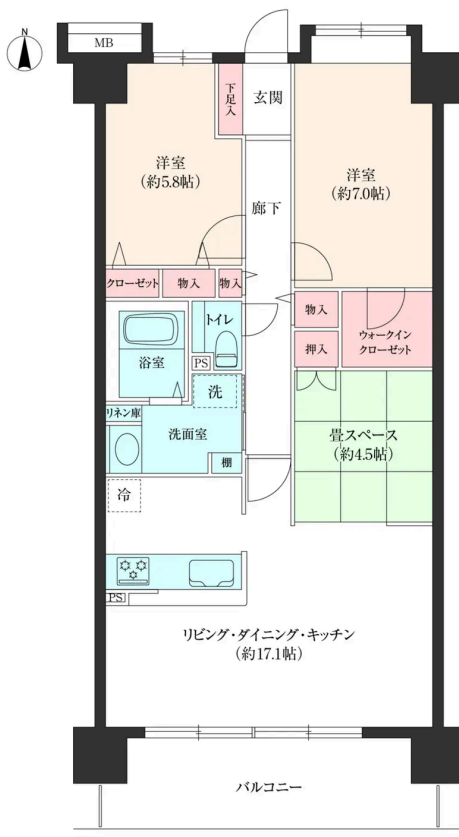 N
MB
下足入
玄関
洋室
(約5.8帖)
洋室
(約7.0帖)
廊下
クローゼット
物入
物入
物入
ウォークイン
クローゼット
トイレ
浴室
PS
押入
洗
リネン庫
洗面室
棚
畳スペース
(約4.5帖)
冷
PS
リビング・ダイニング・キッチン
(約17.1帖)
バルコニー